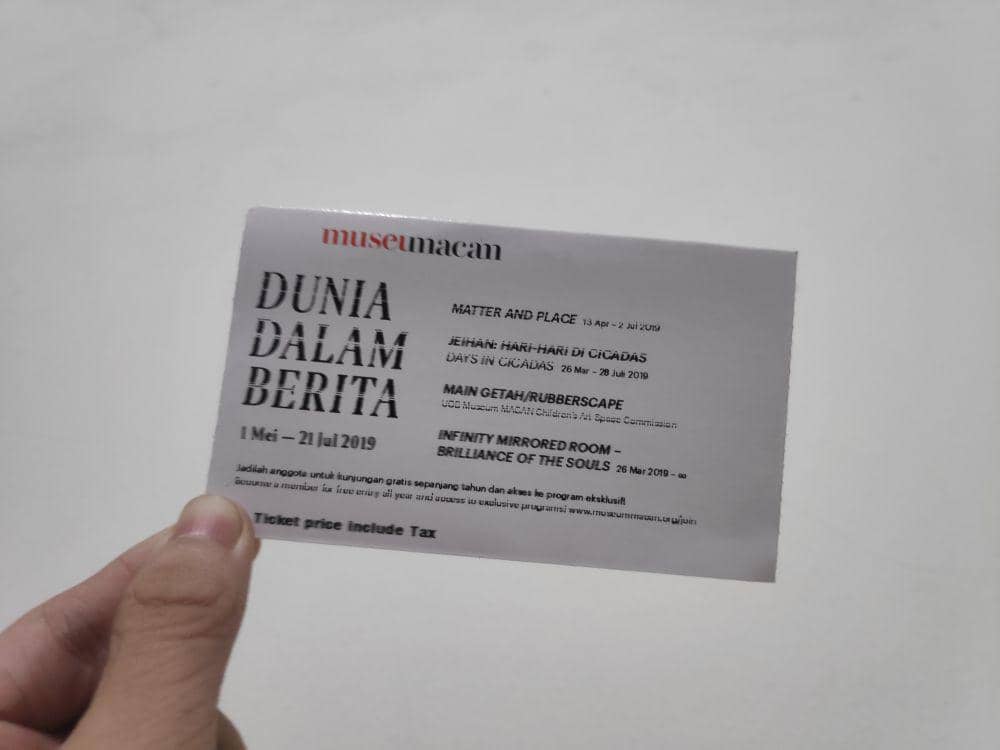 museumacan
DUNIA
DALAM
BERITA
1 Mei — 21 Jul 2019
MATTER AND PLACE 13 Apr – 2 Jul 2019
JEIHAN: HARI-HARI DI CICADAS
DAYS IN CICADAS 26 Mar – 28 Juli 2019
MAIN GETAH/RUBBERSCAPE
UOB Museum MACAN Children's Art Space Commission
INFINITY MIRRORED ROOM –
BRILLIANCE OF THE SOULS 26 Mar 2019 – ∞
Jadilah anggota untuk kunjungan gratis sepanjang tahun dan akses ke program eksklusif!
Become a member for free entry all year and access to exclusive programs! www.museummacan.org/join
Ticket price include Tax